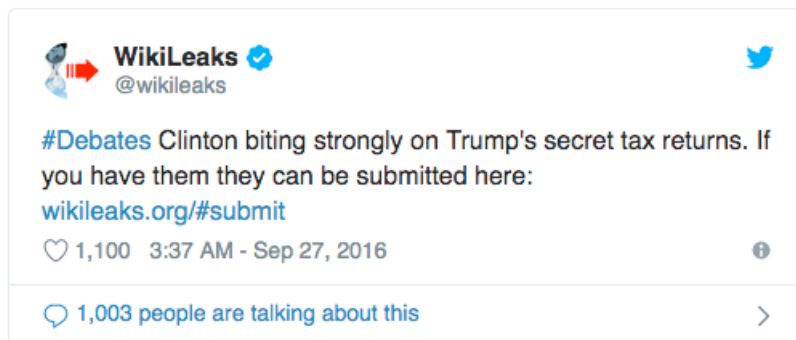 WikiLeaks
@wikileaks
#Debates Clinton biting strongly on Trump's secret tax returns. If
you have them they can be submitted here:
wikileaks.org/#submit
1,100 3:37 AM - Sep 27, 2016
1,003 people are talking about this